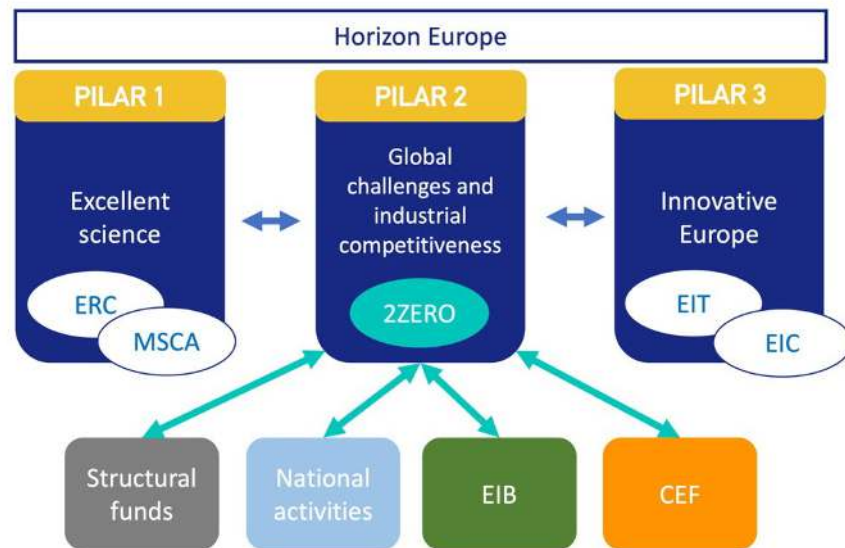 Horizon Europe
PILAR 1
PILAR 2
PILAR 3
Excellent
science
ERC
MSCA
Global
challenges and
industrial
competitiveness
2ZERO
Innovative
Europe
EIT
EIC
Structural
funds
National
activities
EIB
CEF